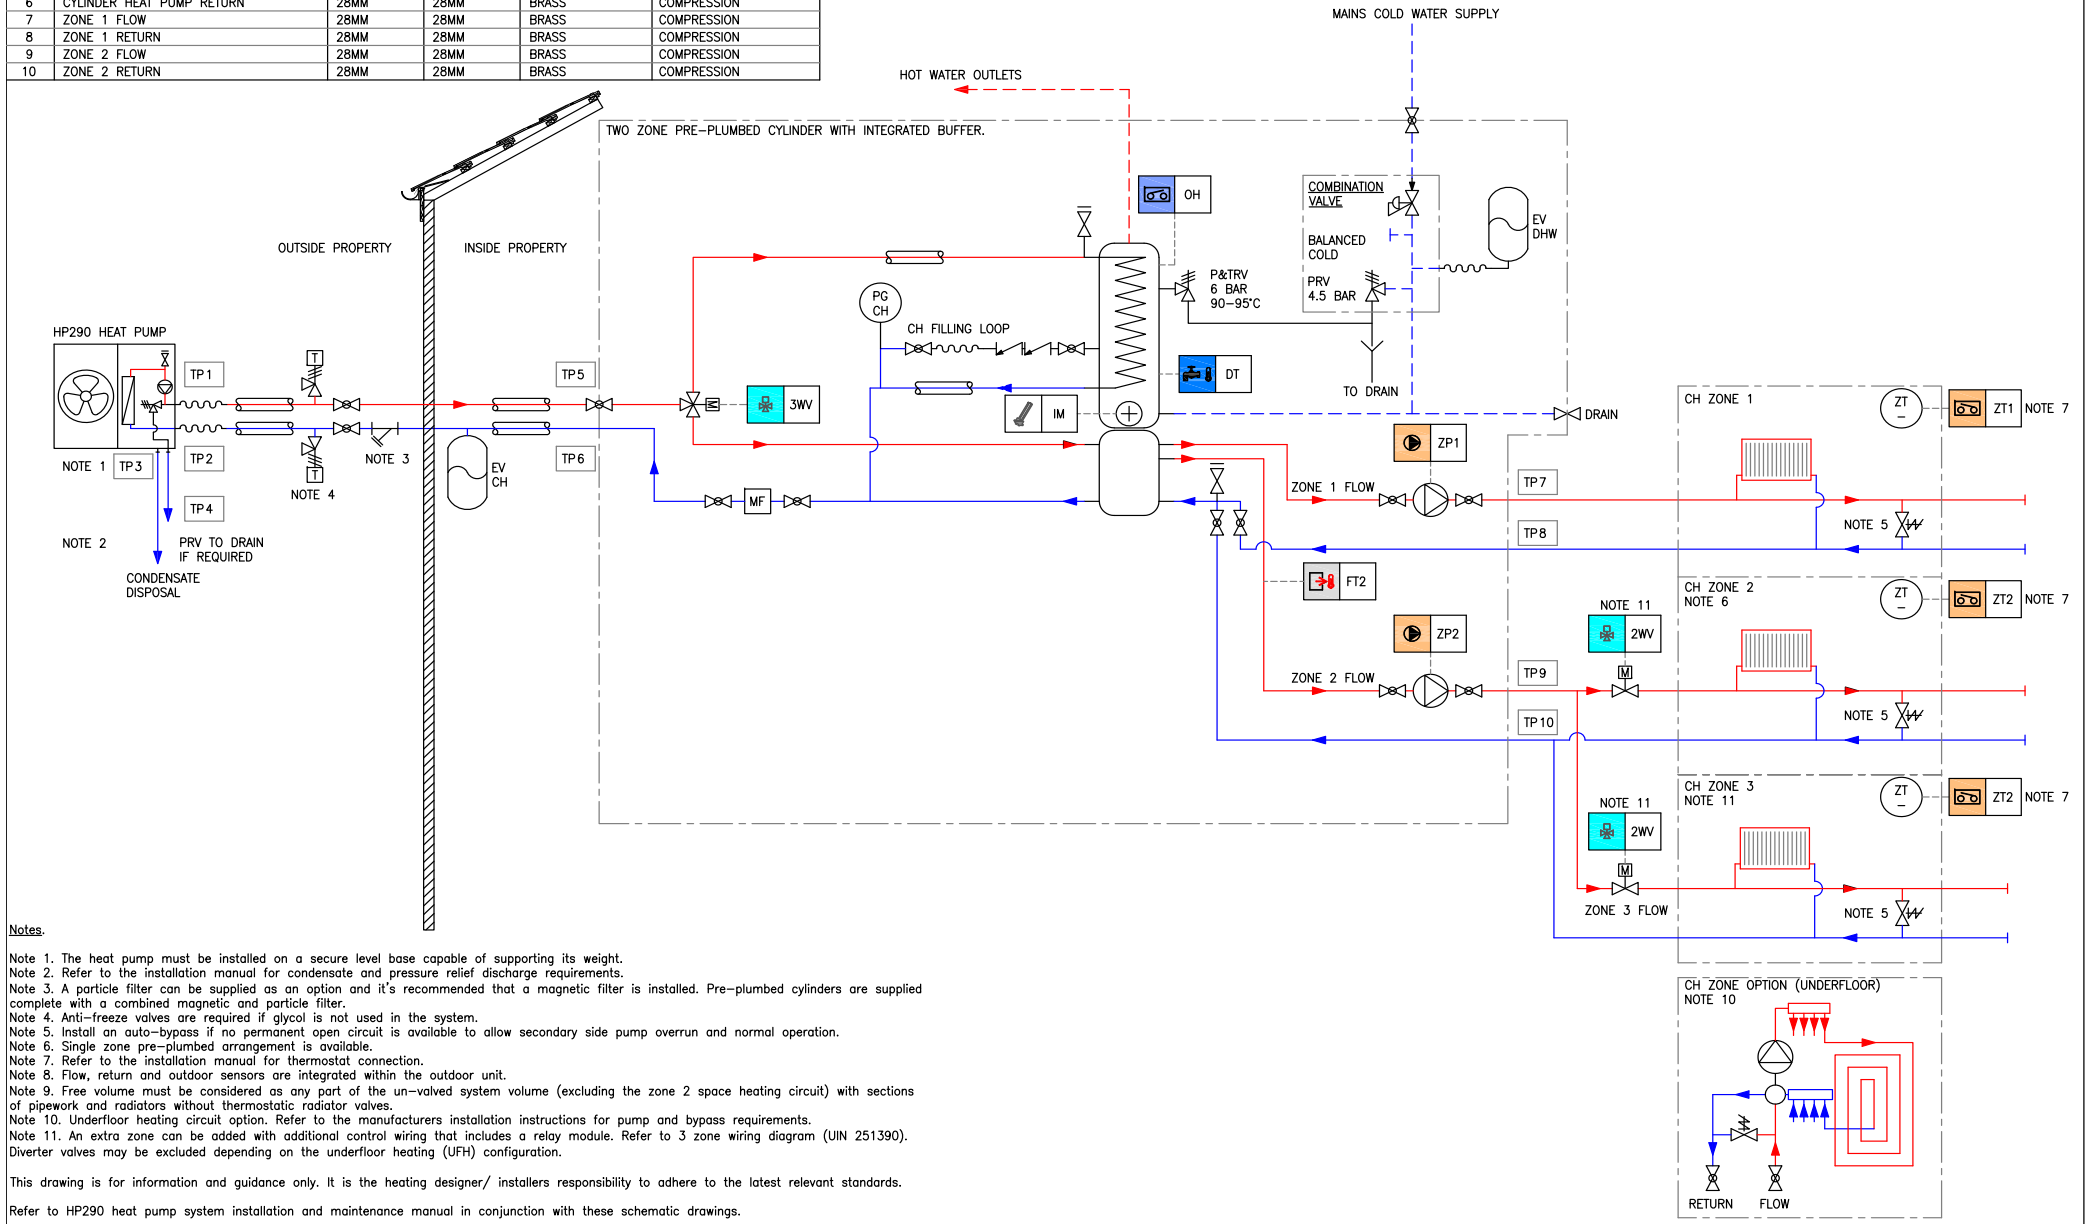 6 CYLINDER HEAT PUMP RETURN 28MM 28MM BRASS COMPRESSION
7 ZONE 1 FLOW 28MM 28MM BRASS COMPRESSION
8 ZONE 1 RETURN 28MM 28MM BRASS COMPRESSION
9 ZONE 2 FLOW 28MM 28MM BRASS COMPRESSION
10 ZONE 2 RETURN 28MM 28MM BRASS COMPRESSION
MAINS COLD WATER SUPPLY
HOT WATER OUTLETS
TWO ZONE PRE-PLUMBED CYLINDER WITH INTEGRATED BUFFER.
OUTSIDE PROPERTY
INSIDE PROPERTY
OH
COMBINATION
VALVE
BALANCED
COLD
PRV
4.5 BAR
EV
DHW
P&TRV
6 BAR
90-95°C
PG
CH
CH FILLING LOOP
TO DRAIN
DT
IM
3WV
DRAIN
HP290 HEAT PUMP
TP1
TP2
TP3
TP4
TP5
TP6
T
T
M
NOTE 1
NOTE 2
NOTE 3
NOTE 4
EV
CH
PRV TO DRAIN
IF REQUIRED
CONDENSATE
DISPOSAL
MF
ZP1
ZONE 1 FLOW
TP7
TP8
FT2
ZP2
ZONE 2 FLOW
TP9
TP10
CH ZONE 1
ZT
–
ZT1
NOTE 7
NOTE 5
CH ZONE 2
NOTE 6
ZT
–
ZT2
NOTE 7
NOTE 11
2WV
M
NOTE 5
CH ZONE 3
NOTE 11
ZT
–
ZT2
NOTE 7
NOTE 11
2WV
M
ZONE 3 FLOW
NOTE 5
CH ZONE OPTION (UNDERFLOOR)
NOTE 10
RETURN
FLOW
Notes.
Note 1. The heat pump must be installed on a secure level base capable of supporting its weight.
Note 2. Refer to the installation manual for condensate and pressure relief discharge requirements.
Note 3. A particle filter can be supplied as an option and it's recommended that a magnetic filter is installed. Pre-plumbed cylinders are supplied
complete with a combined magnetic and particle filter.
Note 4. Anti-freeze valves are required if glycol is not used in the system.
Note 5. Install an auto-bypass if no permanent open circuit is available to allow secondary side pump overrun and normal operation.
Note 6. Single zone pre-plumbed arrangement is available.
Note 7. Refer to the installation manual for thermostat connection.
Note 8. Flow, return and outdoor sensors are integrated within the outdoor unit.
Note 9. Free volume must be considered as any part of the un-valved system volume (excluding the zone 2 space heating circuit) with sections
of pipework and radiators without thermostatic radiator valves.
Note 10. Underfloor heating circuit option. Refer to the manufacturers installation instructions for pump and bypass requirements.
Note 11. An extra zone can be added with additional control wiring that includes a relay module. Refer to 3 zone wiring diagram (UIN 251390).
Diverter valves may be excluded depending on the underfloor heating (UFH) configuration.
This drawing is for information and guidance only. It is the heating designer/ installers responsibility to adhere to the latest relevant standards.
Refer to HP290 heat pump system installation and maintenance manual in conjunction with these schematic drawings.